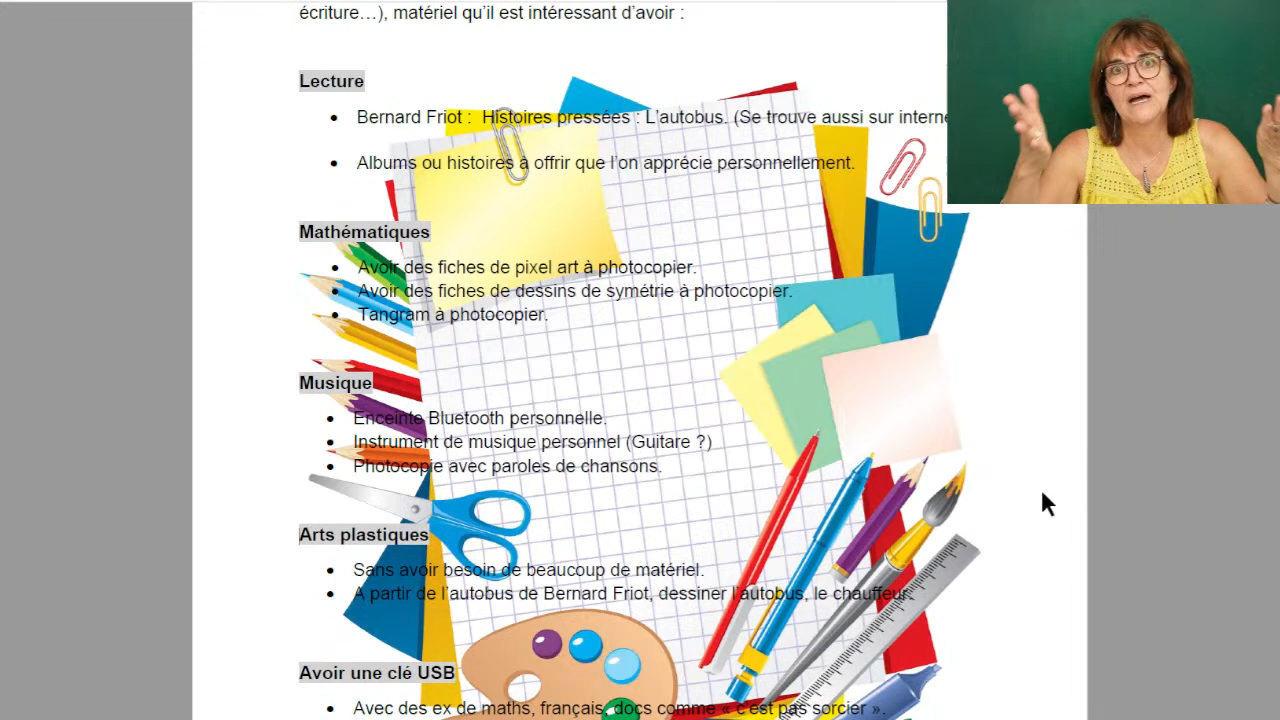 écriture…), matériel qu’il est intéressant d’avoir :
Lecture
• Bernard Friot : Histoires pressées : L’autobus. (Se trouve aussi sur interne
• Albums ou histoires à offrir que l’on apprécie personnellement.
Mathématiques
• Avoir des fiches de pixel art à photocopier.
• Avoir des fiches de dessins de symétrie à photocopier.
• Tangram à photocopier.
Musique
• Enceinte Bluetooth personnelle.
• Instrument de musique personnel (Guitare ?)
• Photocopie avec paroles de chansons.
Arts plastiques
• Sans avoir besoin de beaucoup de matériel.
• A partir de l’autobus de Bernard Friot, dessiner l’autobus, le chauffeur.
Avoir une clé USB
• Avec des ex de maths, français, docs comme « c’est pas sorcier ».